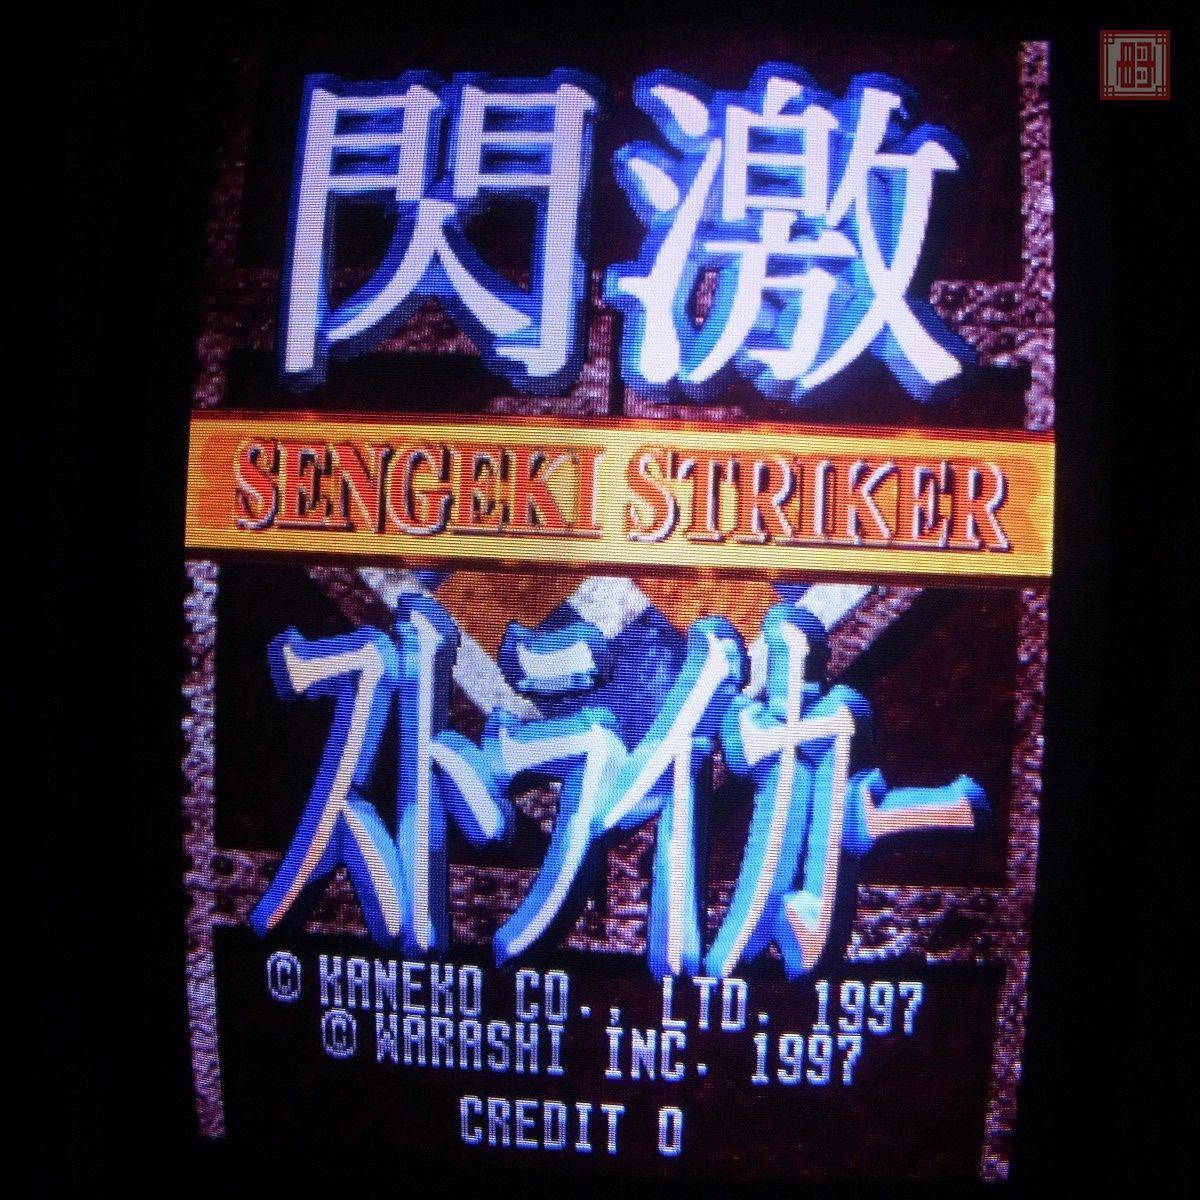 閃激
SENGEKI STRIKER
ストライカー
© KANEKO CO., LTD. 1997
© WARASHI INC. 1997
CREDIT 0